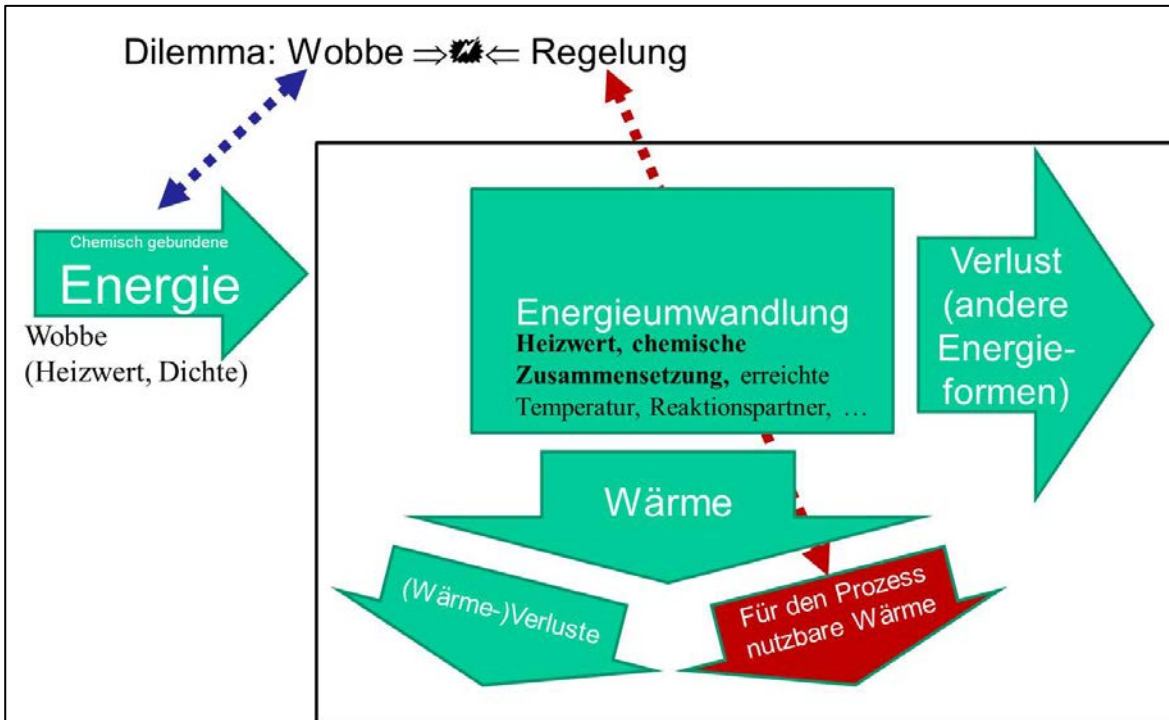 Dilemma: Wobbe ⇒⇐ Regelung
Chemisch gebundene
Energie
Wobbe
(Heizwert, Dichte)
Energieumwandlung
Heizwert, chemische
Zusammensetzung, erreichte
Temperatur, Reaktionspartner, …
Verlust
(andere
Energie-
formen)
Wärme
(Wärme-)Verluste
Für den Prozess
nutzbare Wärme